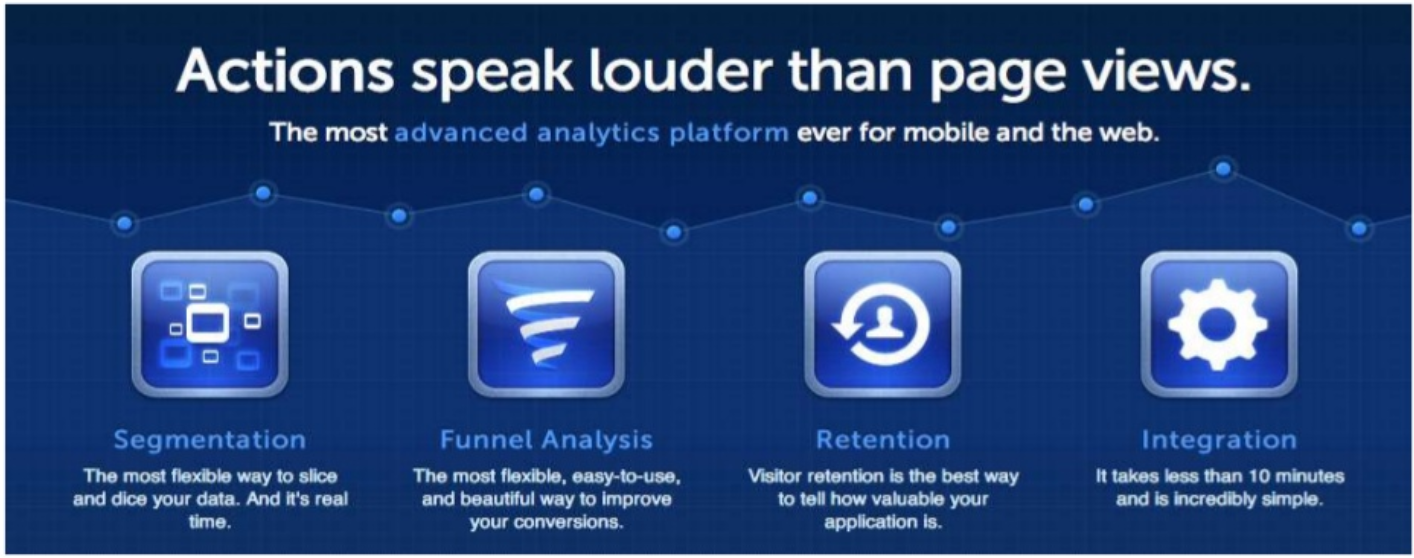 Actions speak louder than page views.
The most advanced analytics platform ever for mobile and the web.
Segmentation
The most flexible way to slice
and dice your data. And it's real
time.
Funnel Analysis
The most flexible, easy-to-use,
and beautiful way to improve
your conversions.
Retention
Visitor retention is the best way
to tell how valuable your
application is.
Integration
It takes less than 10 minutes
and is incredibly simple.